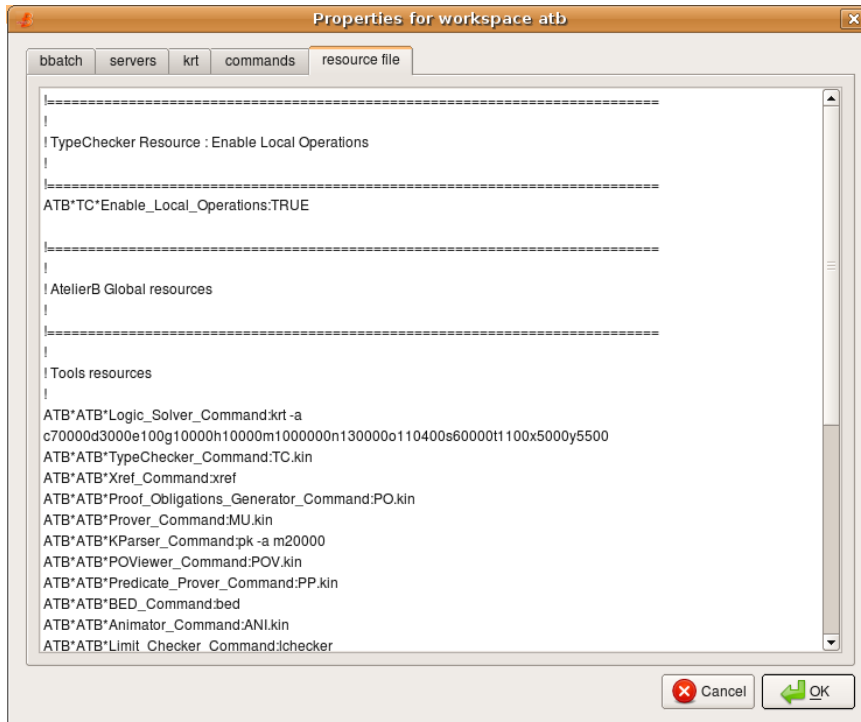 Properties for workspace atb
bbatch servers krt commands resource file
!===========================================================================
!
! TypeChecker Resource : Enable Local Operations
!
!===========================================================================
ATB*TC*Enable_Local_Operations:TRUE
!===========================================================================
!
! AtelierB Global resources
!
!===========================================================================
!
! Tools resources
!
ATB*ATB*Logic_Solver_Command:krt -a
c70000d3000e100g10000h10000m1000000n130000o110400s60000t1100x5000y5500
ATB*ATB*TypeChecker_Command:TC.kin
ATB*ATB*Xref_Command:xref
ATB*ATB*Proof_Obligations_Generator_Command:PO.kin
ATB*ATB*Prover_Command:MU.kin
ATB*ATB*KParser_Command:pk -a m20000
ATB*ATB*POViewer_Command:POV.kin
ATB*ATB*Predicate_Prover_Command:PP.kin
ATB*ATB*BED_Command:bed
ATB*ATB*Animator_Command:ANI.kin
ATB*ATB*Limit_Checker_Command:lchecker
Cancel OK